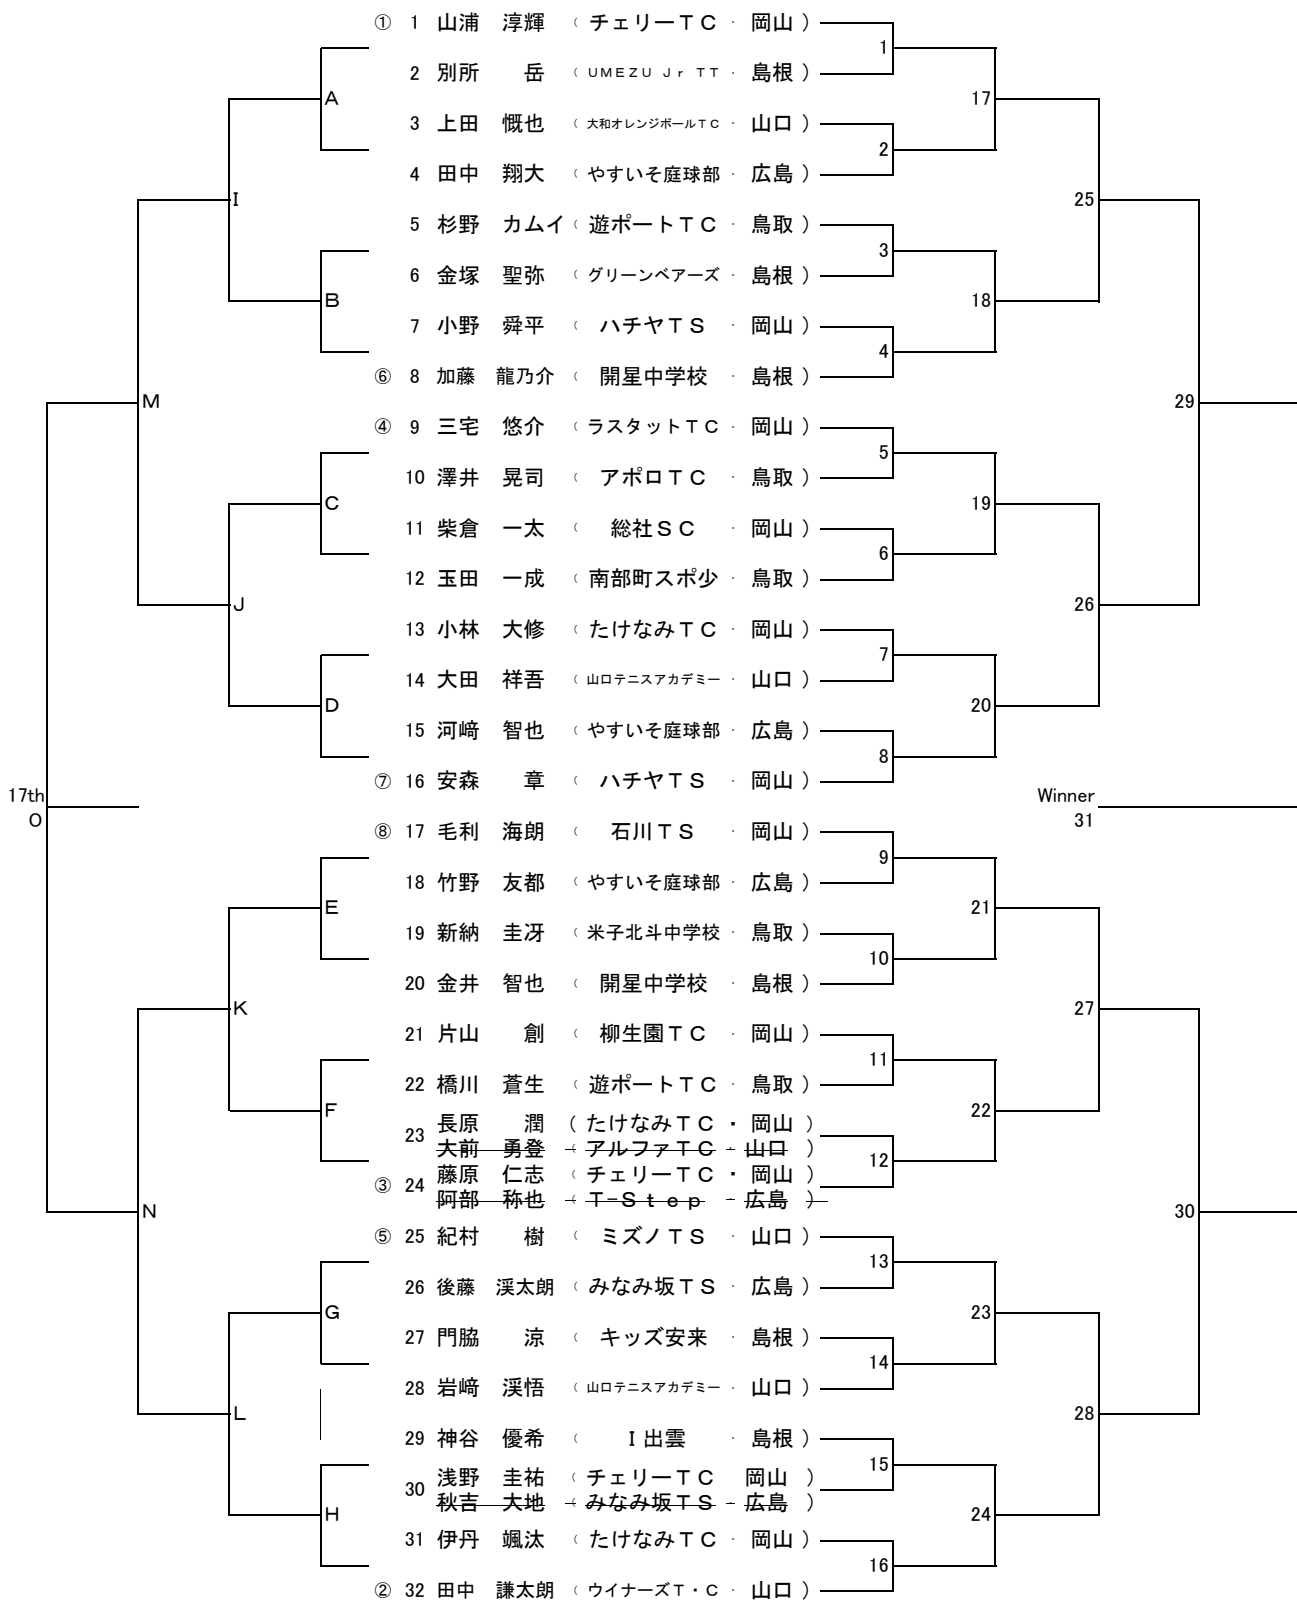 ① 1 山浦 淳輝 ( チェリーTC ・ 岡山 )
1
2 別所 岳 ( UMEZU Jr TT ・ 島根 )
A 17
3 上田 慨也 ( 大和オレンジボールTC ・ 山口 )
2
4 田中 翔大 ( やすいそ庭球部 ・ 広島 )
I 25
5 杉野 カムイ ( 遊ポートTC ・ 鳥取 )
3
6 金塚 聖弥 ( グリーンベアーズ ・ 島根 )
B 18
7 小野 舜平 ( ハチヤTS ・ 岡山 )
4
⑥ 8 加藤 龍乃介 ( 開星中学校 ・ 島根 )
M 29
④ 9 三宅 悠介 ( ラスタットTC ・ 岡山 )
5
10 澤井 晃司 ( アポロTC ・ 鳥取 )
C 19
11 柴倉 一太 ( 総社SC ・ 岡山 )
6
12 玉田 一成 ( 南部町スポ少 ・ 鳥取 )
J 26
13 小林 大修 ( たけなみTC ・ 岡山 )
7
14 大田 祥吾 ( 山口テニスアカデミー ・ 山口 )
D 20
15 河﨑 智也 ( やすいそ庭球部 ・ 広島 )
8
⑦ 16 安森 章 ( ハチヤTS ・ 岡山 )
17th Winner
O 31
⑧ 17 毛利 海朗 ( 石川TS ・ 岡山 )
9
18 竹野 友都 ( やすいそ庭球部 ・ 広島 )
E 21
19 新納 圭冴 ( 米子北斗中学校 ・ 鳥取 )
10
20 金井 智也 ( 開星中学校 ・ 島根 )
K 27
21 片山 創 ( 柳生園TC ・ 岡山 )
11
22 橋川 蒼生 ( 遊ポートTC ・ 鳥取 )
F 22
長原 潤 ( たけなみTC ・ 岡山 )
23
大前 勇登 ( アルファTC ・ 山口 )
12
藤原 仁志 ( チェリーTC ・ 岡山 )
③ 24
阿部 称也 ( T-Step ・ 広島 )
N 30
⑤ 25 紀村 樹 ( ミズノTS ・ 山口 )
13
26 後藤 渓太朗 ( みなみ坂TS ・ 広島 )
G 23
27 門脇 涼 ( キッズ安来 ・ 島根 )
14
28 岩﨑 渓悟 ( 山口テニスアカデミー ・ 山口 )
L 28
29 神谷 優希 ( I出雲 ・ 島根 )
15
浅野 圭祐 ( チェリーTC 岡山 )
30
秋吉 大地 ( みなみ坂TS ・ 広島 )
H 24
31 伊丹 颯汰 ( たけなみTC ・ 岡山 )
16
② 32 田中 謙太朗 ( ウイナーズT・C ・ 山口 )